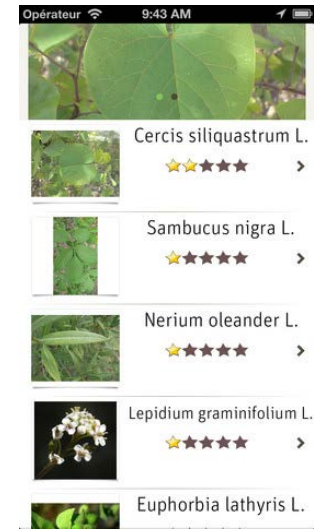 Opérateur 9:43 AM
Cercis siliquastrum L.
Sambucus nigra L.
Nerium oleander L.
Lepidium graminifolium L.
Euphorbia lathyris L.